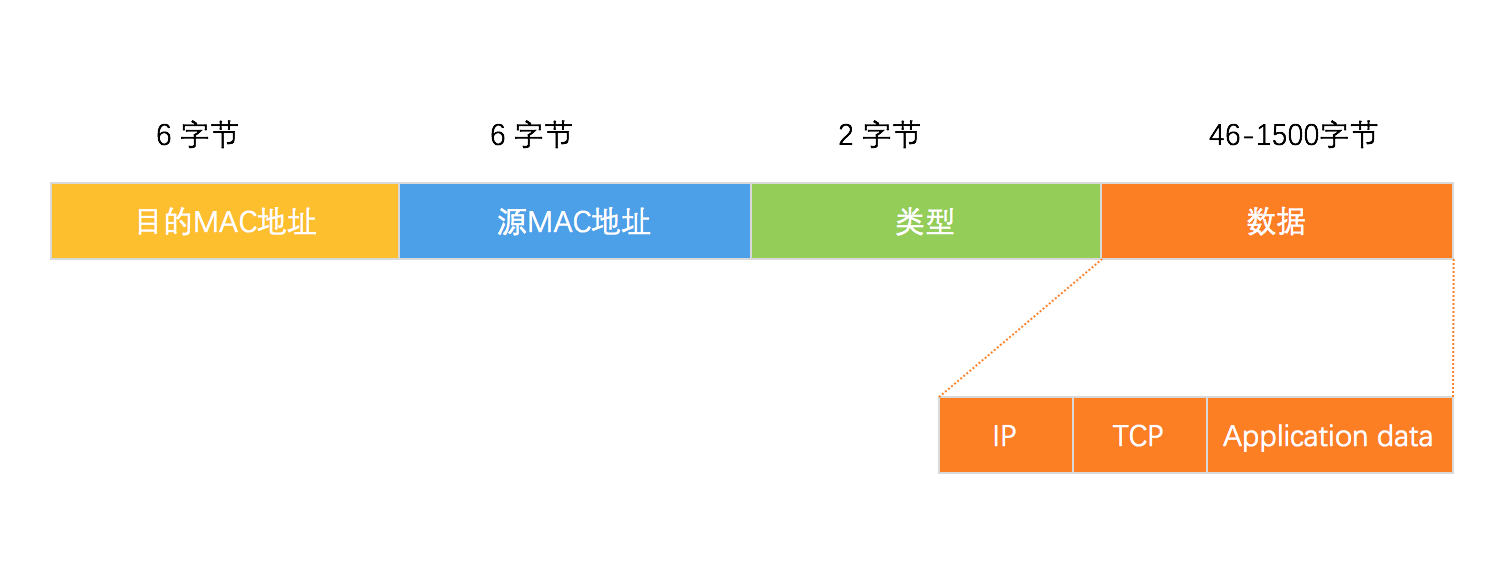 6 字节
6 字节
2 字节
46-1500字节
目的MAC地址
源MAC地址
类型
数据
IP
TCP
Application data